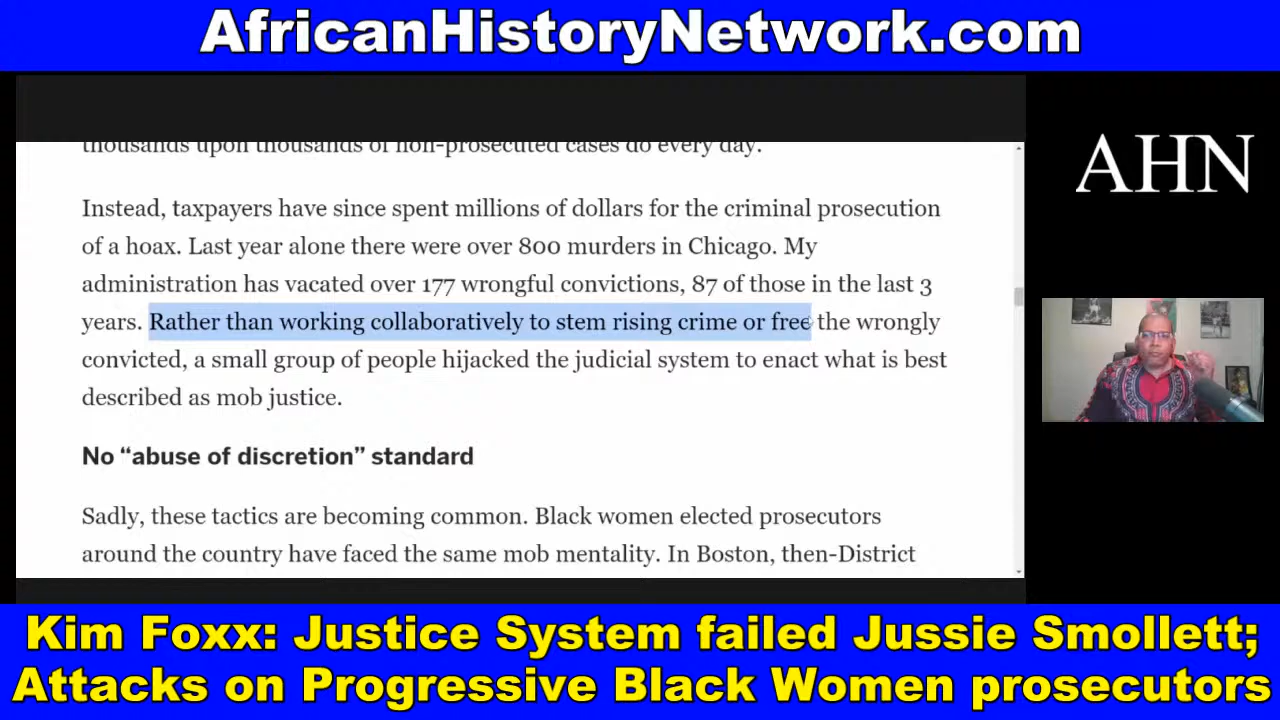 AfricanHistoryNetwork.com
AHN
thousands upon thousands of non-prosecuted cases do every day.
Instead, taxpayers have since spent millions of dollars for the criminal prosecution
of a hoax. Last year alone there were over 800 murders in Chicago. My
administration has vacated over 177 wrongful convictions, 87 of those in the last 3
years. Rather than working collaboratively to stem rising crime or free the wrongly
convicted, a small group of people hijacked the judicial system to enact what is best
described as mob justice.
No “abuse of discretion” standard
Sadly, these tactics are becoming common. Black women elected prosecutors
around the country have faced the same mob mentality. In Boston, then-District
Kim Foxx: Justice System failed Jussie Smollett;
Attacks on Progressive Black Women prosecutors